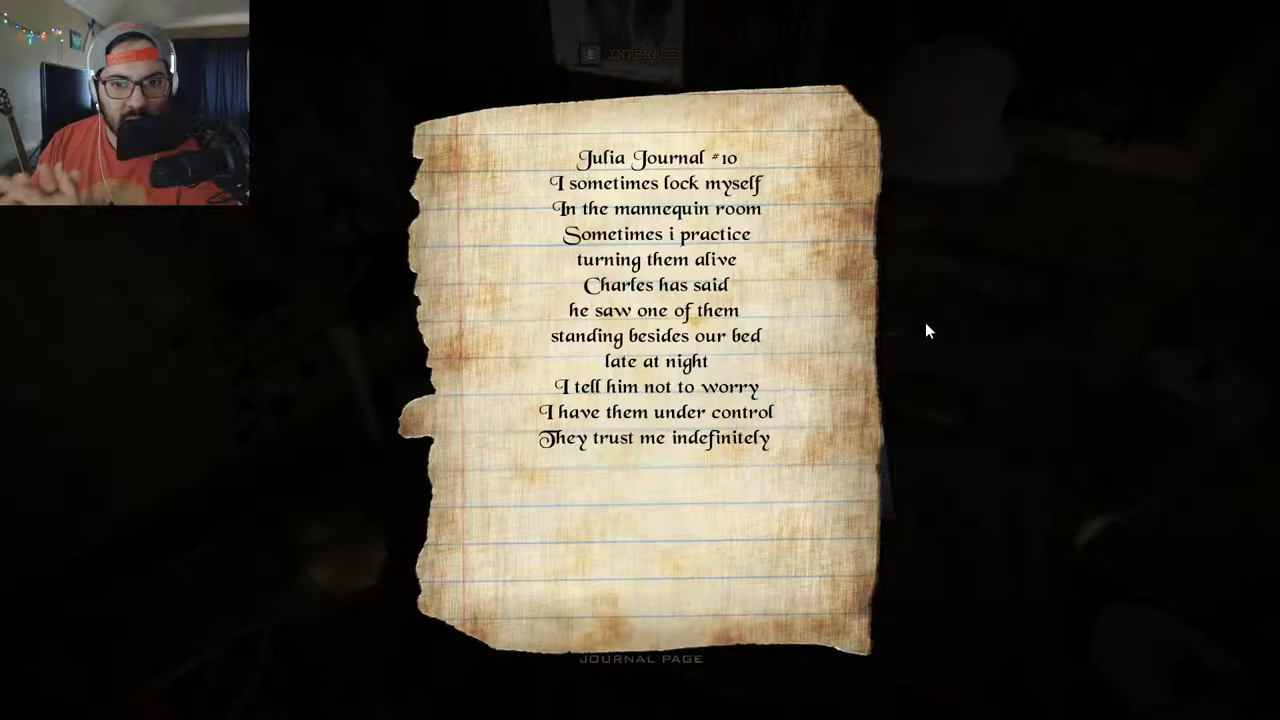 E INTERACT
Julia Journal #10
I sometimes lock myself
In the mannequin room
Sometimes i practice
turning them alive
Charles has said
he saw one of them
standing besides our bed
late at night
I tell him not to worry
I have them under control
They trust me indefinitely
JOURNAL PAGE